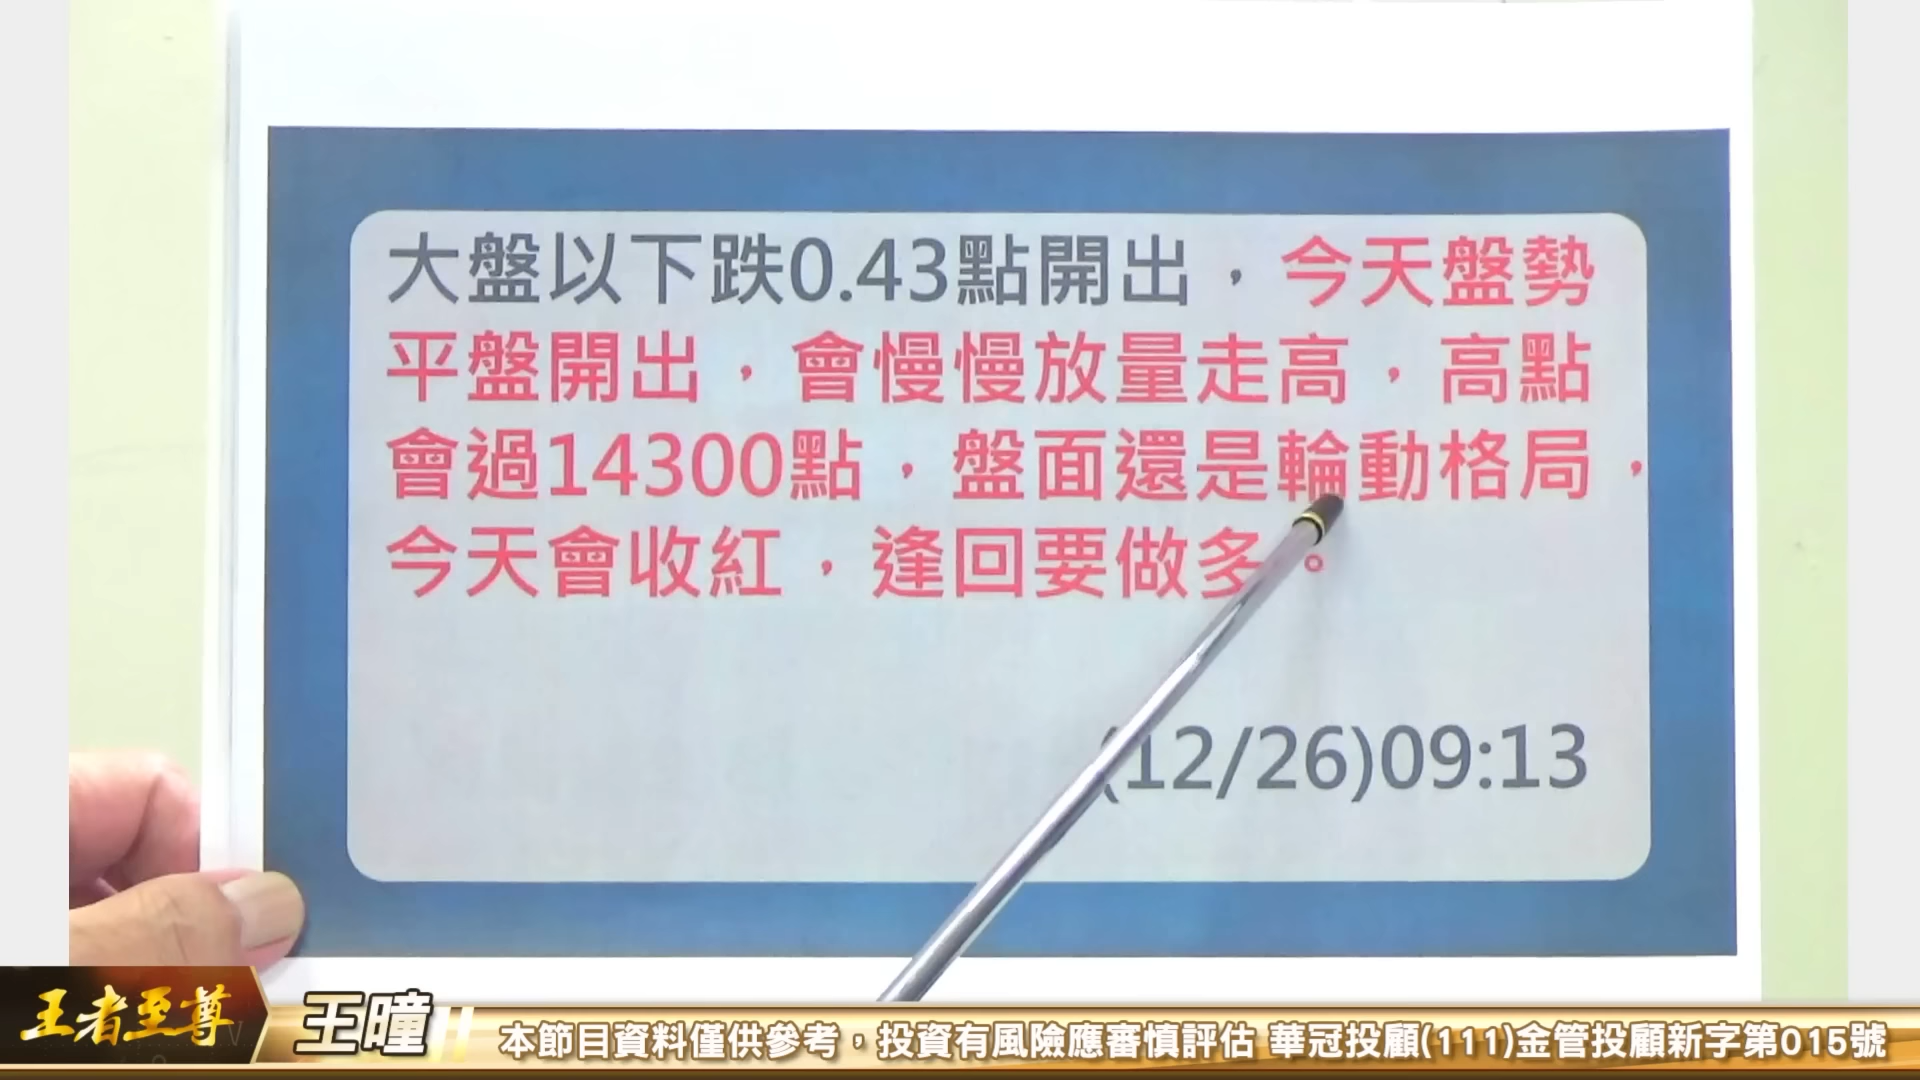 大盤以下跌0.43點開出，今天盤勢
平盤開出，會慢慢放量走高，高點
會過14300點，盤面還是輪動格局，
今天會收紅，逢回要做多。
(12/26)09:13
王者至尊
王曈
本節目資料僅供參考，投資有風險應審慎評估 華冠投顧(111)金管投顧新字第015號